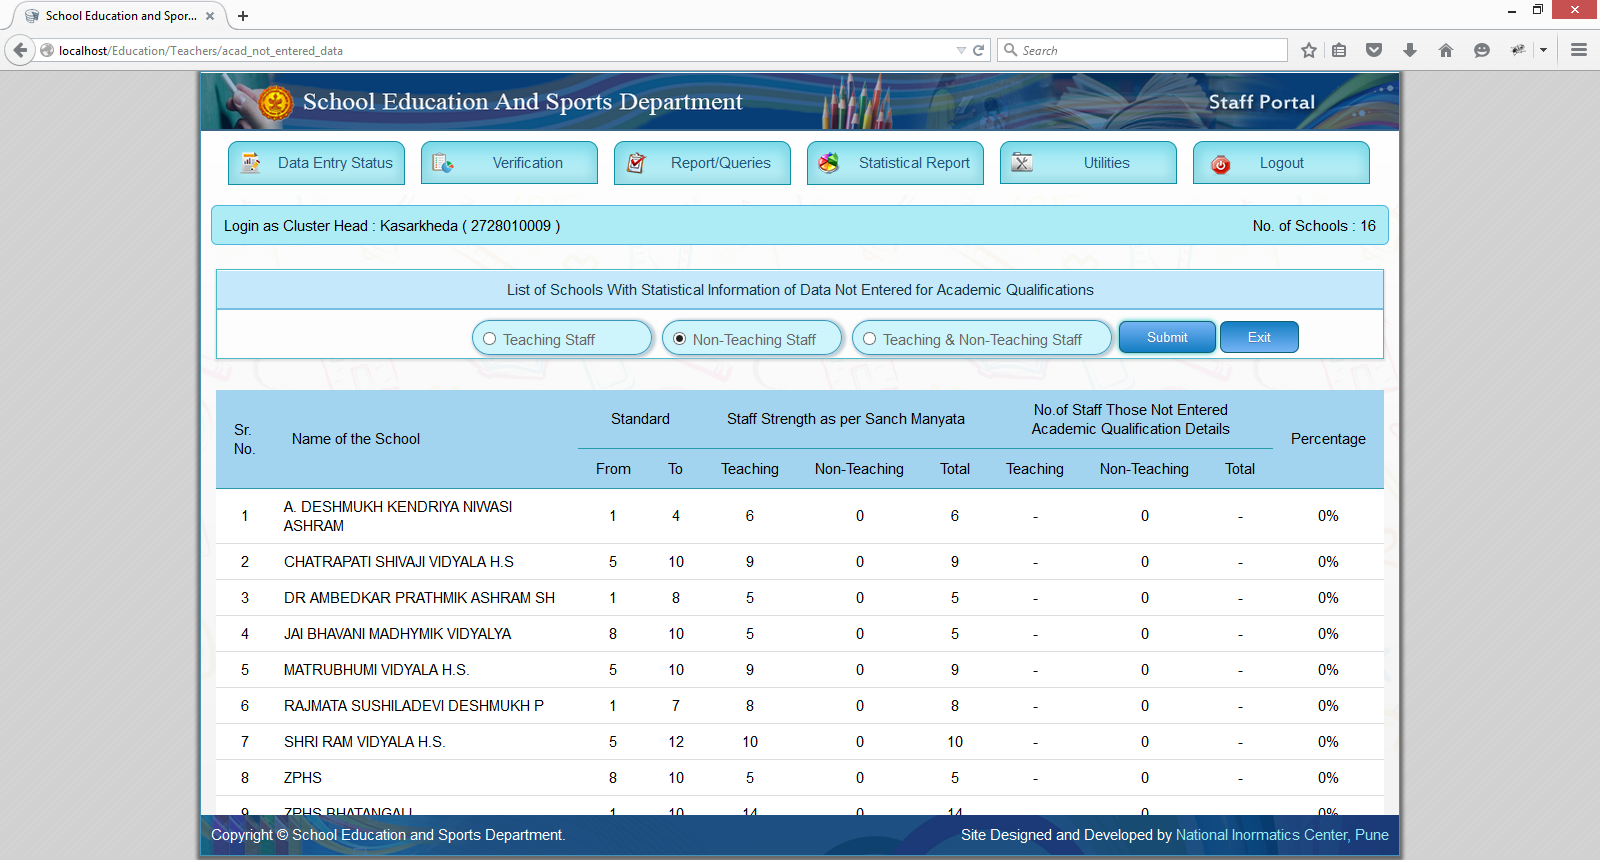 School Education and Spor...
localhost/Education/Teachers/acad_not_entered_data
Search
School Education And Sports Department
Staff Portal
Data Entry Status
Verification
Report/Queries
Statistical Report
Utilities
Logout
Login as Cluster Head : Kasarkheda ( 2728010009 )
No. of Schools : 16
List of Schools With Statistical Information of Data Not Entered for Academic Qualifications
Teaching Staff
Non-Teaching Staff
Teaching & Non-Teaching Staff
Submit
Exit
Sr. No.
Name of the School
Standard
Staff Strength as per Sanch Manyata
No.of Staff Those Not Entered
Academic Qualification Details
Percentage
From To Teaching Non-Teaching Total Teaching Non-Teaching Total
1 A. DESHMUKH KENDRIYA NIWASI ASHRAM 1 4 6 0 6 - 0 - 0%
2 CHATRAPATI SHIVAJI VIDYALA H.S 5 10 9 0 9 - 0 - 0%
3 DR AMBEDKAR PRATHMIK ASHRAM SH 1 8 5 0 5 - 0 - 0%
4 JAI BHAVANI MADHYMIK VIDYALYA 8 10 5 0 5 - 0 - 0%
5 MATRUBHUMI VIDYALA H.S. 5 10 9 0 9 - 0 - 0%
6 RAJMATA SUSHILADEVI DESHMUKH P 1 7 8 0 8 - 0 - 0%
7 SHRI RAM VIDYALA H.S. 5 12 10 0 10 - 0 - 0%
8 ZPHS 8 10 5 0 5 - 0 - 0%
9 ZPHS BHATANGALI 1 10 14 0 14 0 0%
Copyright © School Education and Sports Department.
Site Designed and Developed by National Inormatics Center, Pune